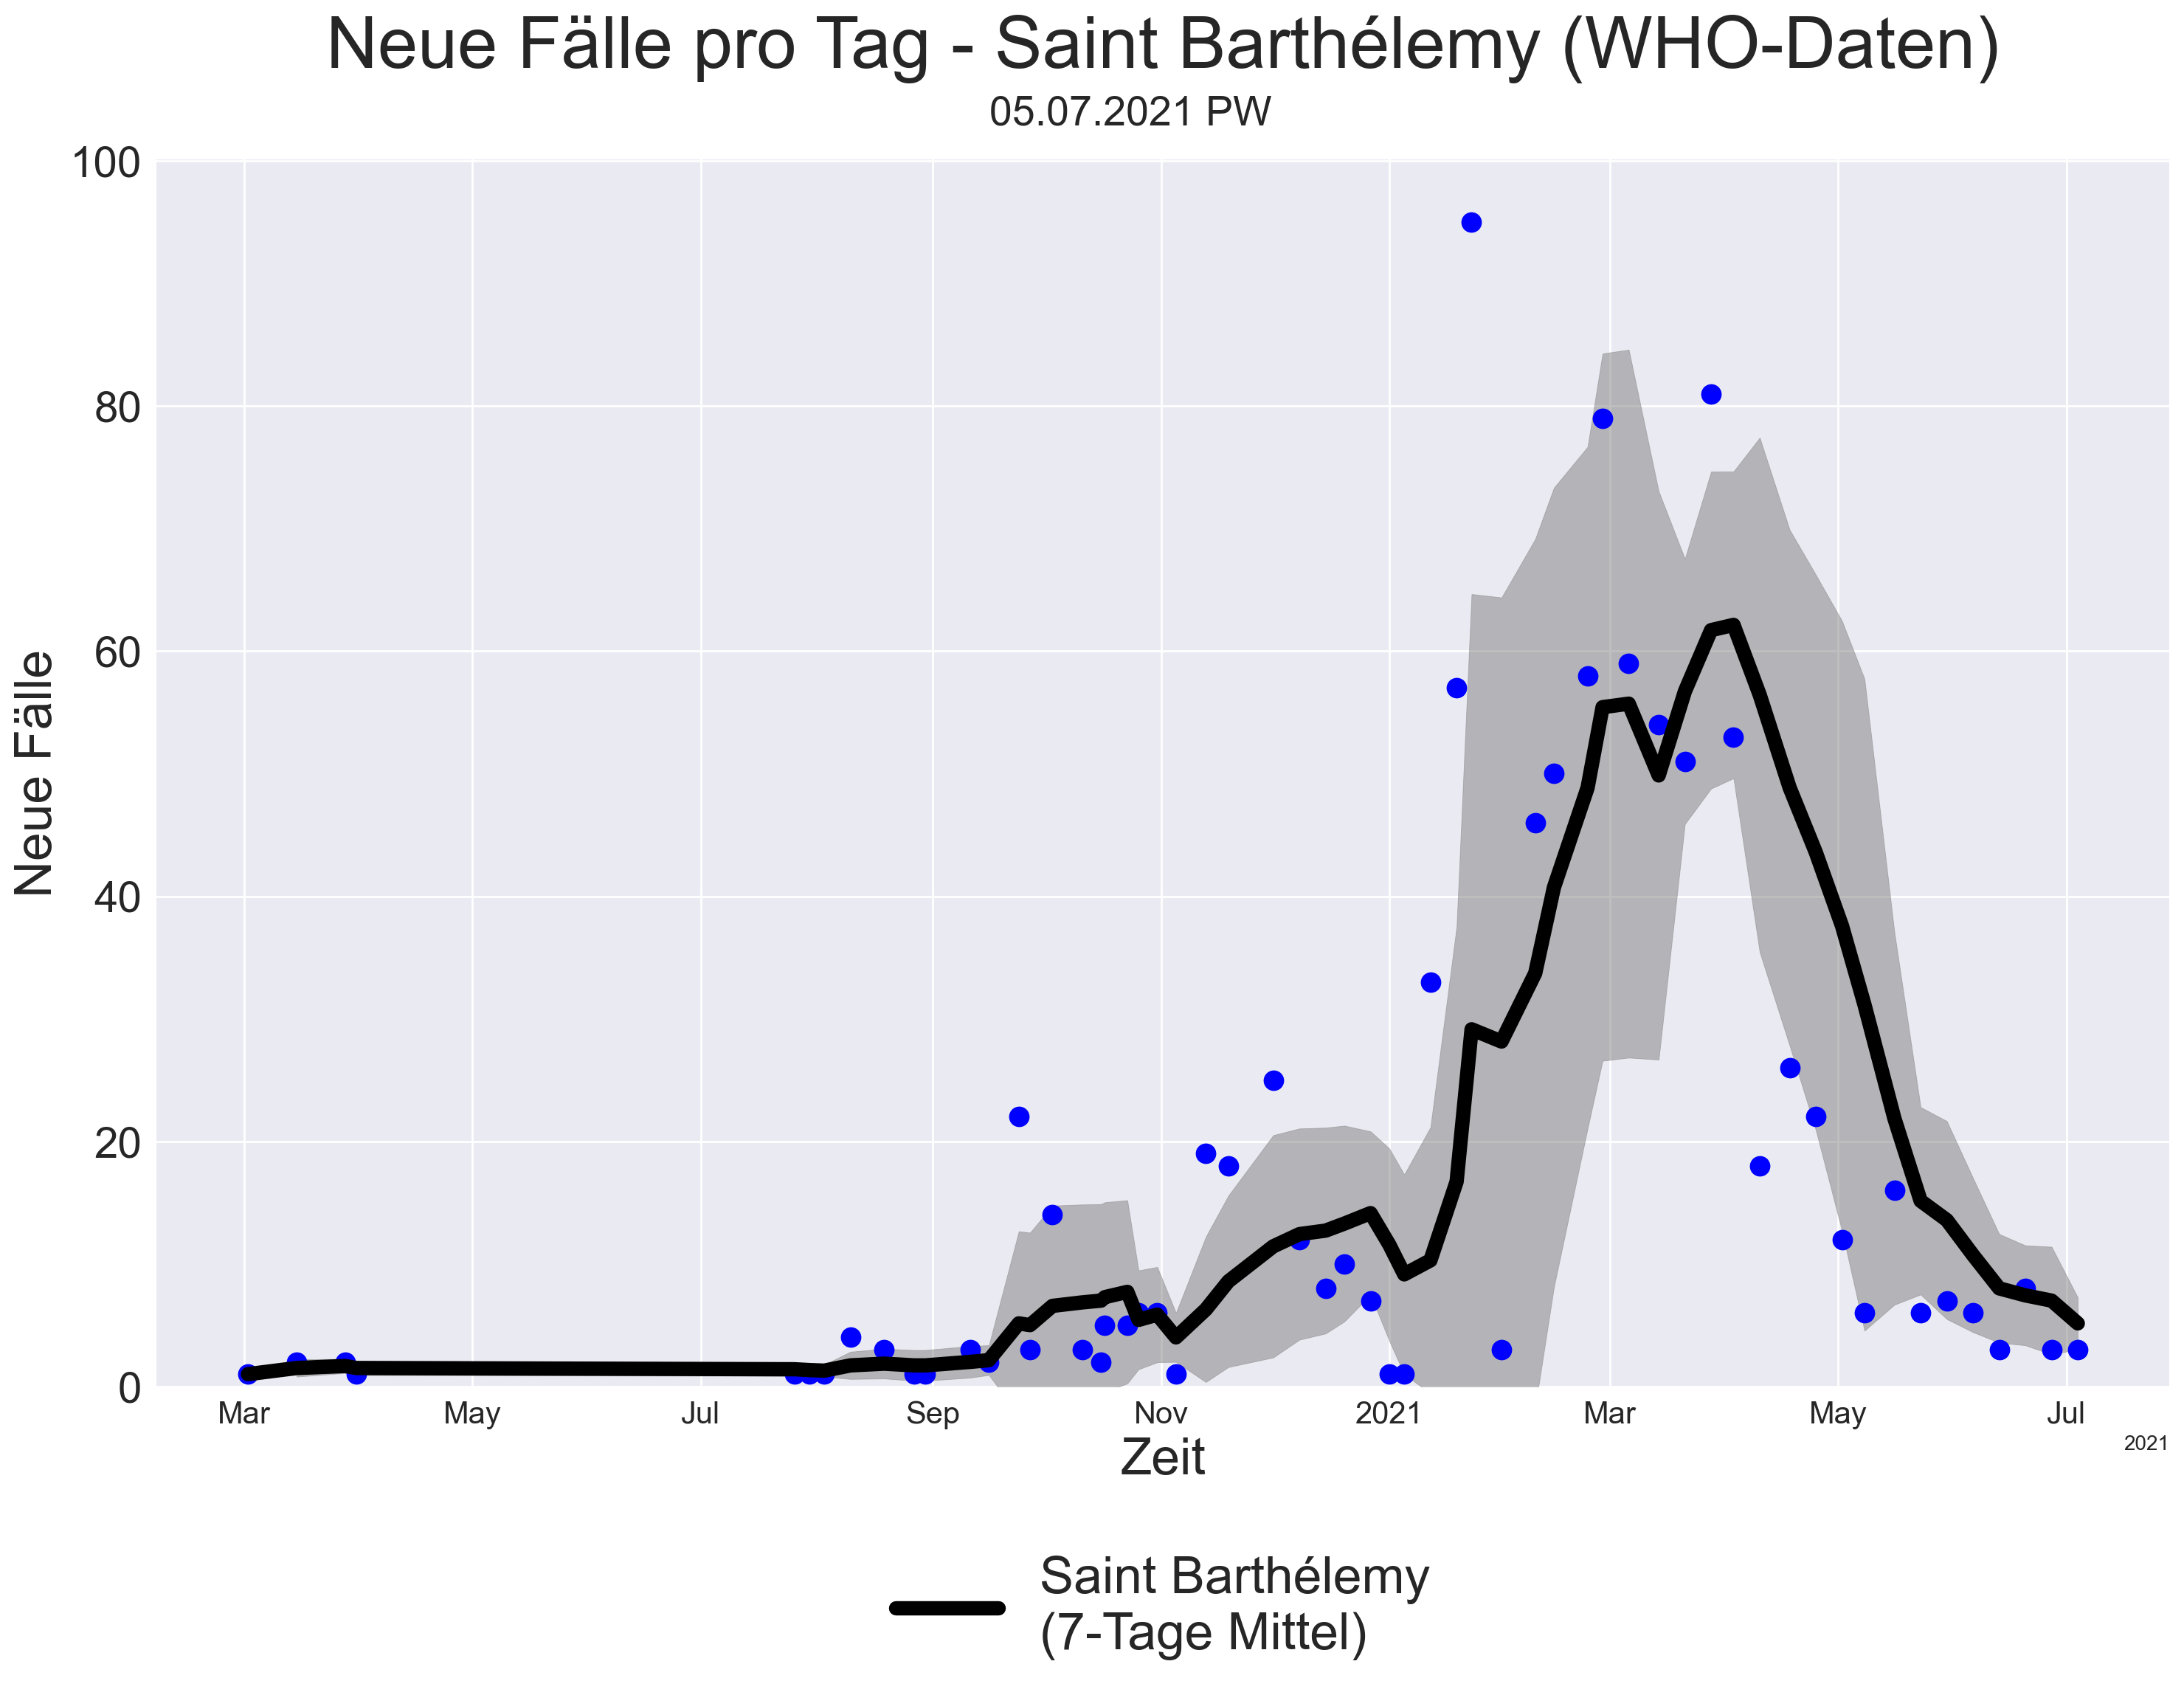 Neue Fälle pro Tag - Saint Barthélemy (WHO-Daten)
05.07.2021 PW
100
80
60
40
20
0
Neue Fälle
Mar May Jul Sep Nov 2021 Mar May Jul
Zeit
2021
Saint Barthélemy
(7-Tage Mittel)